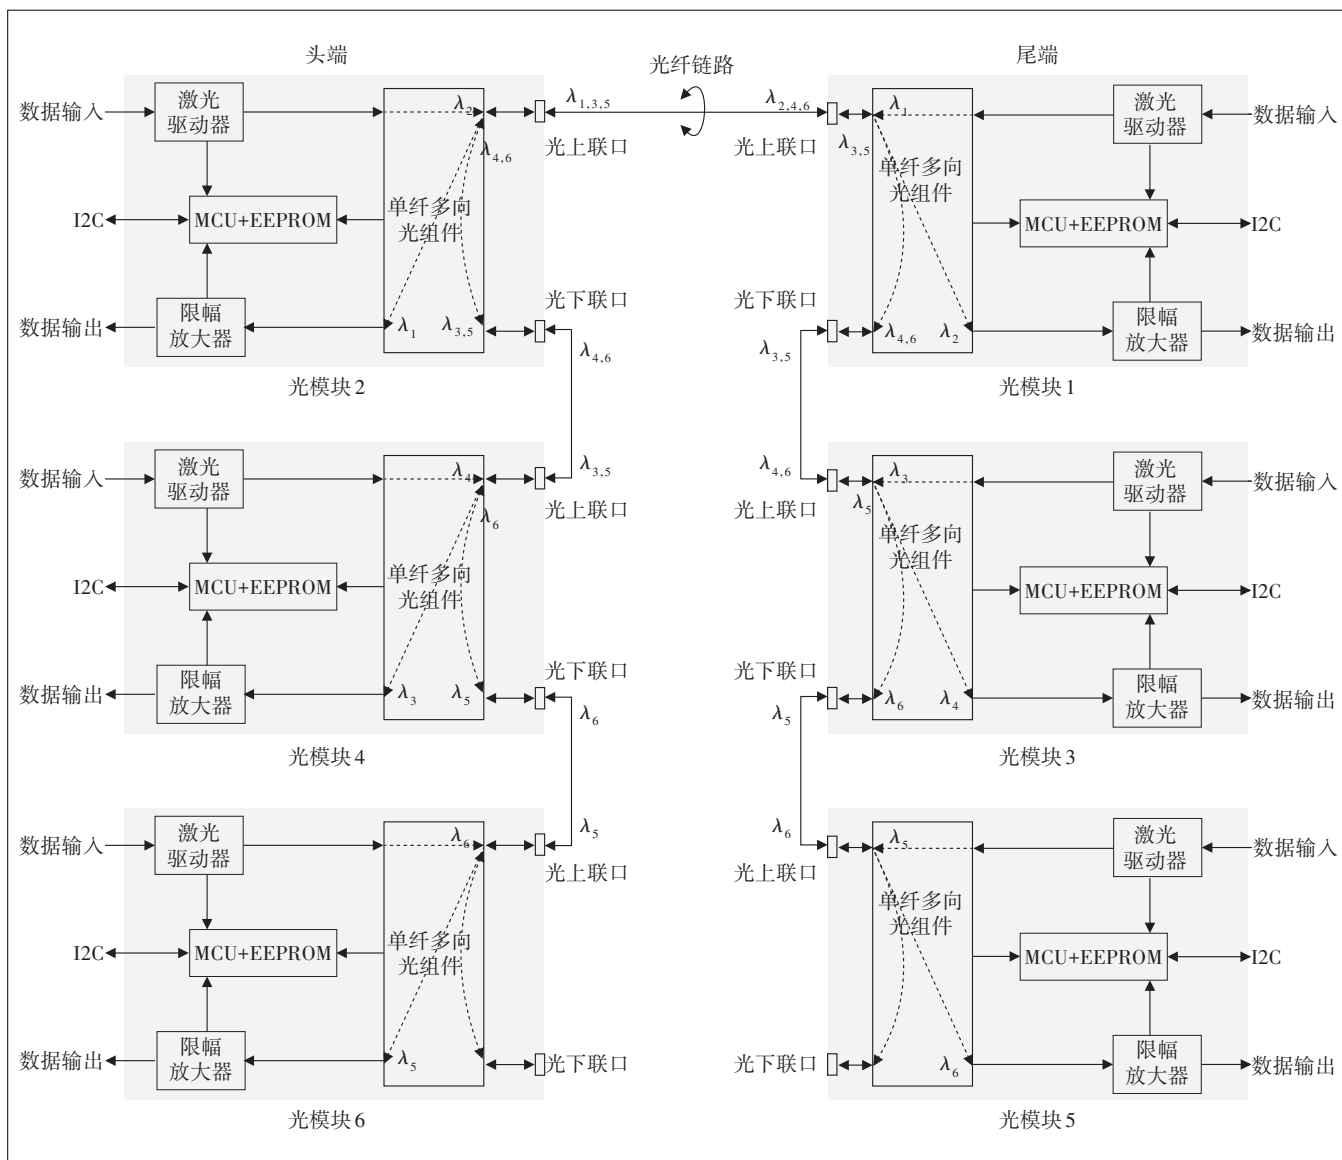 头端
尾端
光纤链路
数据输入
激光
驱动器
λ2
λ1,3,5
λ2,4,6
λ1
激光
驱动器
数据输入
λ4,6
光上联口
光上联口
λ3,5
单纤多向
光组件
单纤多向
光组件
I2C
MCU+EEPROM
MCU+EEPROM
I2C
光下联口
光下联口
数据输出
限幅
放大器
λ1
λ3,5
λ4,6
λ2
限幅
放大器
数据输出
λ4,6
λ3,5
光模块2
光模块1
数据输入
激光
驱动器
λ4
λ3,5
λ4,6
λ3
激光
驱动器
数据输入
λ6
光上联口
光上联口
λ5
单纤多向
光组件
单纤多向
光组件
I2C
MCU+EEPROM
MCU+EEPROM
I2C
光下联口
光下联口
数据输出
限幅
放大器
λ3
λ5
λ6
λ4
限幅
放大器
数据输出
λ6
λ5
光模块4
光模块3
数据输入
激光
驱动器
λ6
λ5
λ6
λ5
激光
驱动器
数据输入
光上联口
光上联口
单纤多向
光组件
单纤多向
光组件
I2C
MCU+EEPROM
MCU+EEPROM
I2C
数据输出
限幅
放大器
λ5
光下联口
光下联口
λ6
限幅
放大器
数据输出
光模块6
光模块5